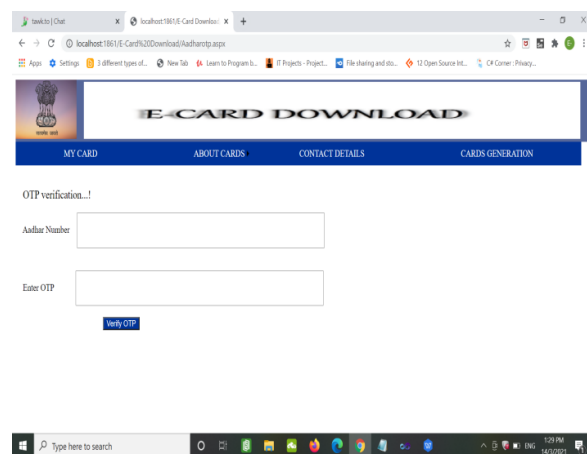 tawk.to | Chat
localhost:1861/E-Card Downloa
localhost:1861/E-Card%20Download/Aadharotp.aspx
Apps Settings 3 different types of... New Tab Learn to Program b... IT Projects - Project... File sharing and sto... 12 Open Source Int... C# Corner : Privacy...
E-CARD DOWNLOAD
सत्यमेव जयते
MY CARD ABOUT CARDS CONTACT DETAILS CARDS GENERATION
OTP verification...!
Aadhar Number
Enter OTP
Verify OTP
Type here to search
ENG
1:29 PM
14/3/2021